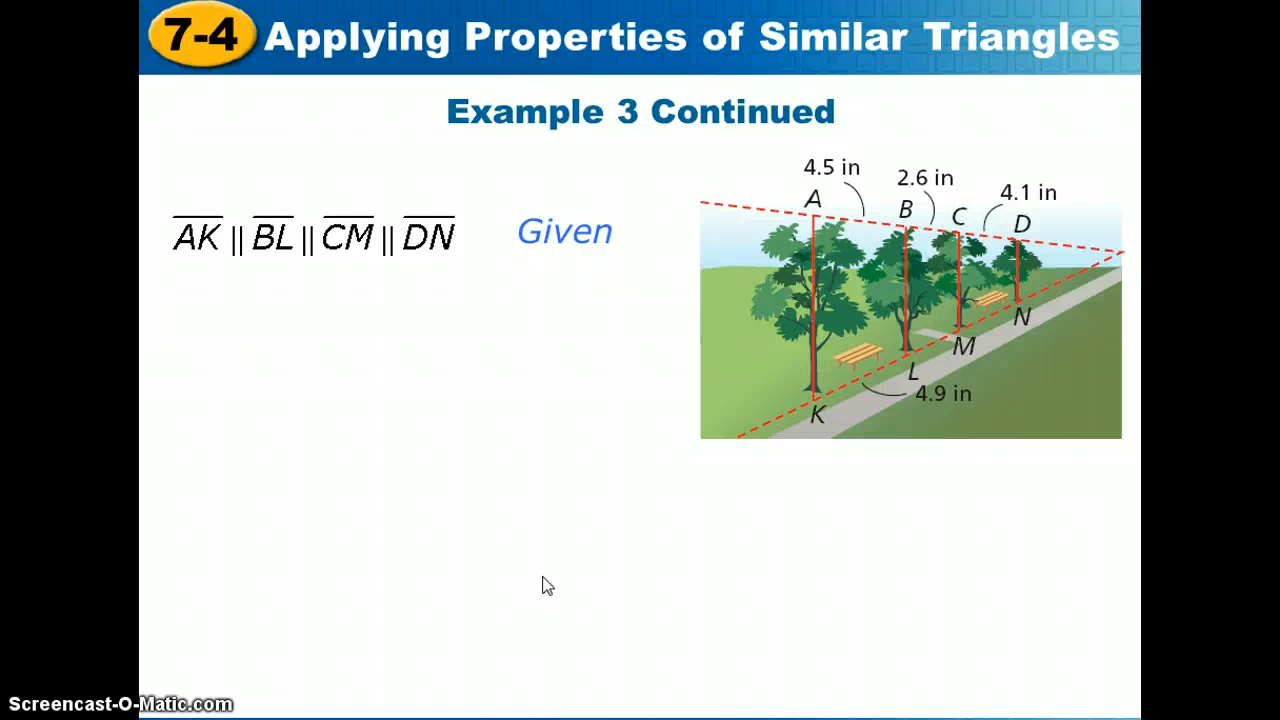 7-4 Applying Properties of Similar Triangles
Example 3 Continued
AK || BL || CM || DN Given
4.5 in
2.6 in
4.1 in
A
B
C
D
N
M
L
4.9 in
K
Screencast-O-Matic.com